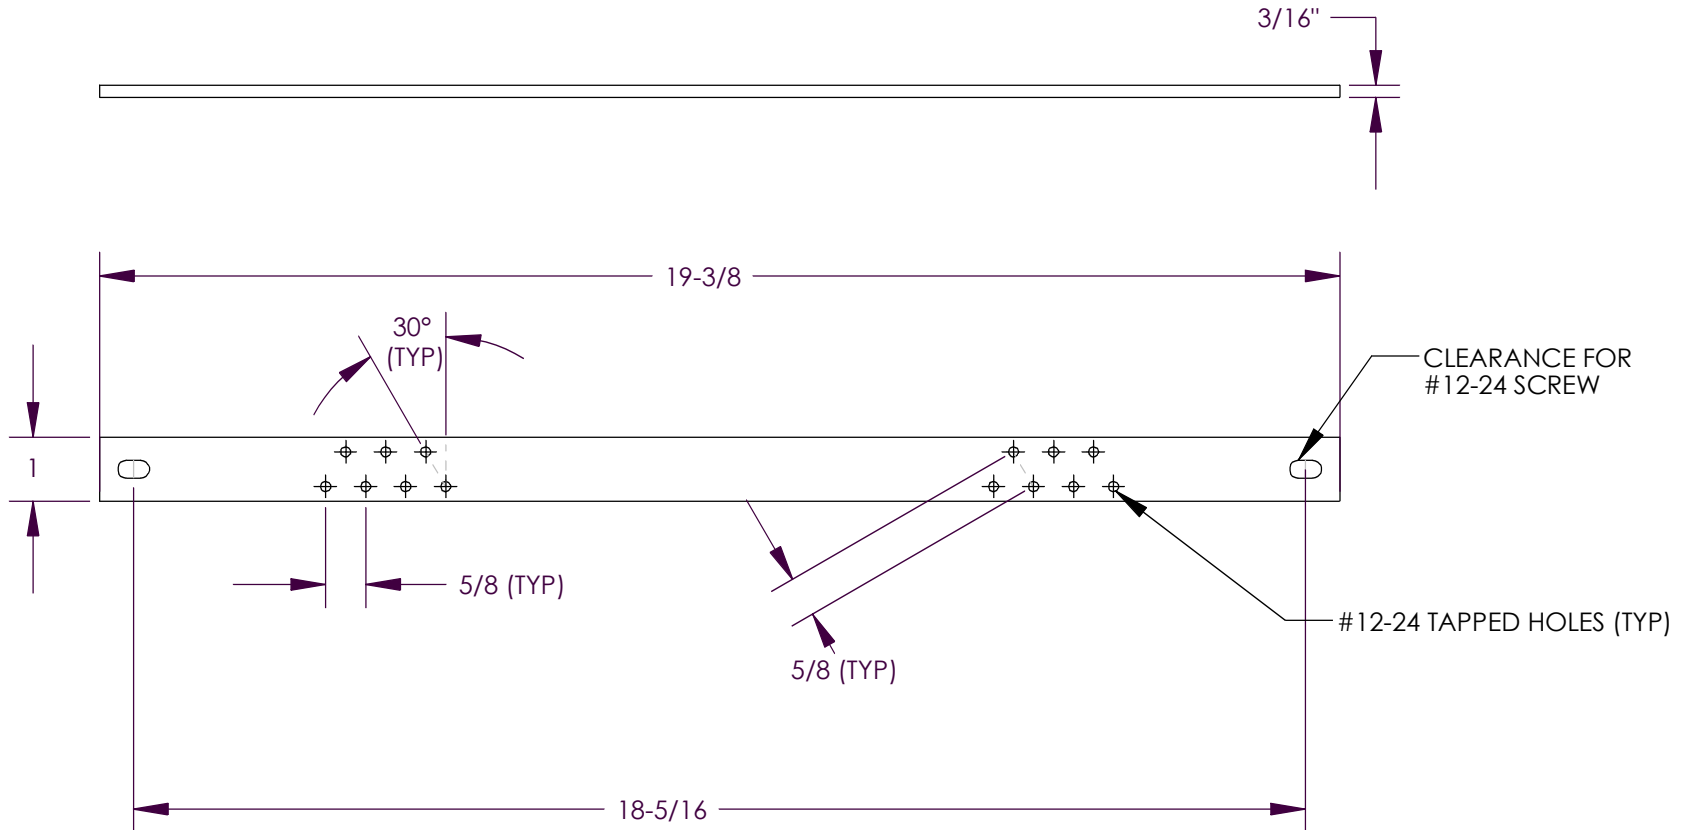 3/16"
19-3/8
30°
(TYP)
CLEARANCE FOR
#12-24 SCREW
1
5/8 (TYP)
#12-24 TAPPED HOLES (TYP)
5/8 (TYP)
18-5/16